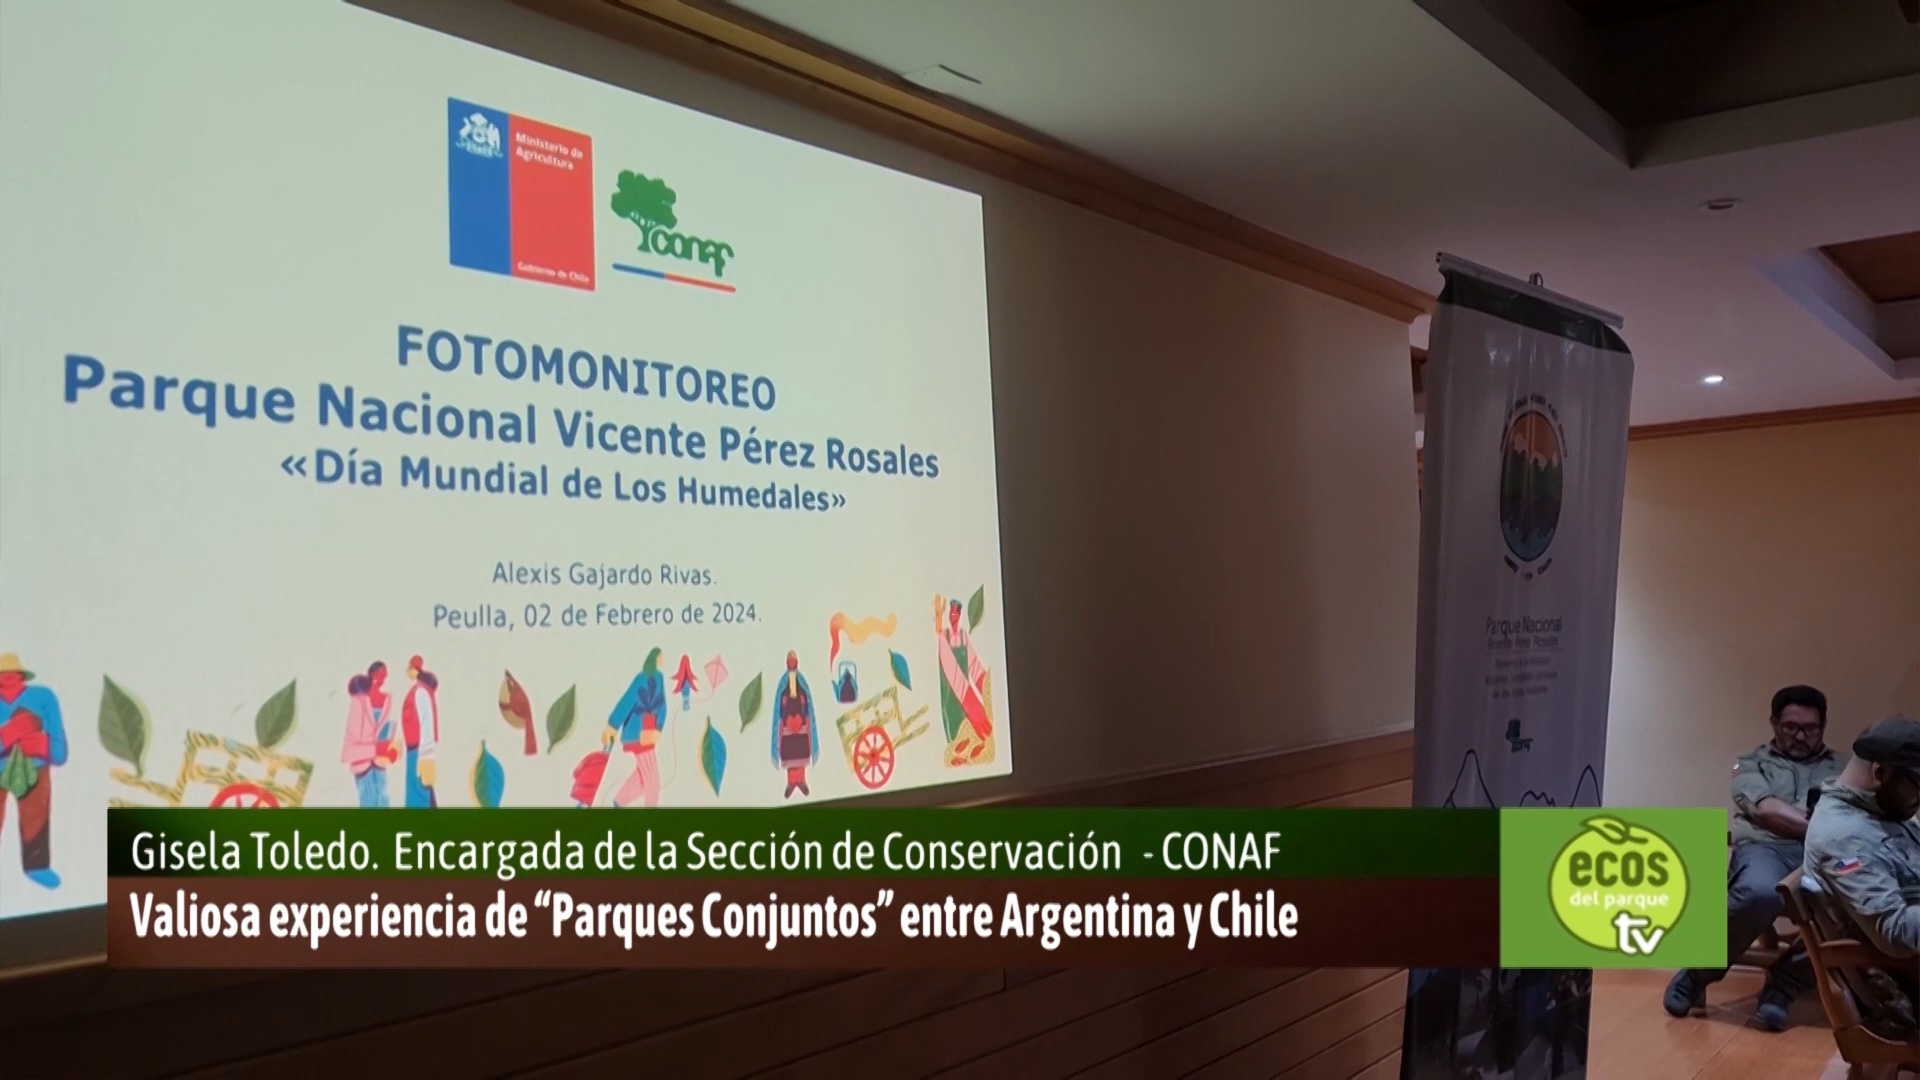 Ministerio de
Agricultura
Gobierno de Chile
conaf
FOTOMONITOREO
Parque Nacional Vicente Pérez Rosales
«Día Mundial de Los Humedales»
Alexis Gajardo Rivas.
Peulla, 02 de Febrero de 2024.
Parque Nacional
Vicente Pérez Rosales
Gisela Toledo. Encargada de la Sección de Conservación - CONAF
Valiosa experiencia de “Parques Conjuntos” entre Argentina y Chile
ecos
del parque
tv